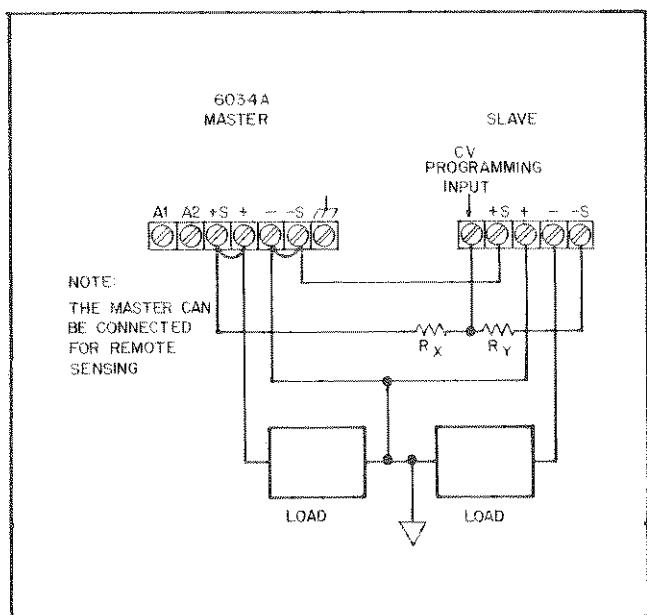 6034A
MASTER
SLAVE
CV
PROGRAMMING
INPUT
A1 A2 +S + – –S
+S + – –S
NOTE:
THE MASTER CAN
BE CONNECTED
FOR REMOTE
SENSING
RX RY
LOAD LOAD